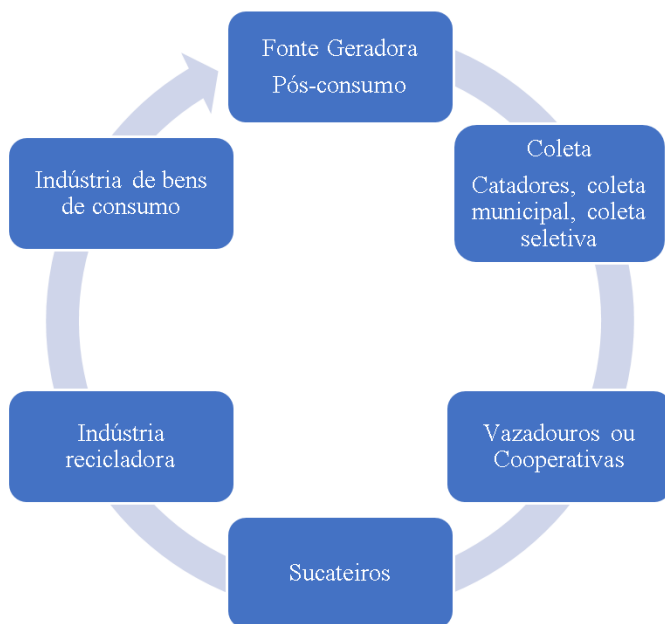 Fonte Geradora
Pós-consumo
Coleta
Catadores, coleta
municipal, coleta
seletiva
Vazadouros ou
Cooperativas
Sucateiros
Indústria
recicladora
Indústria de bens
de consumo